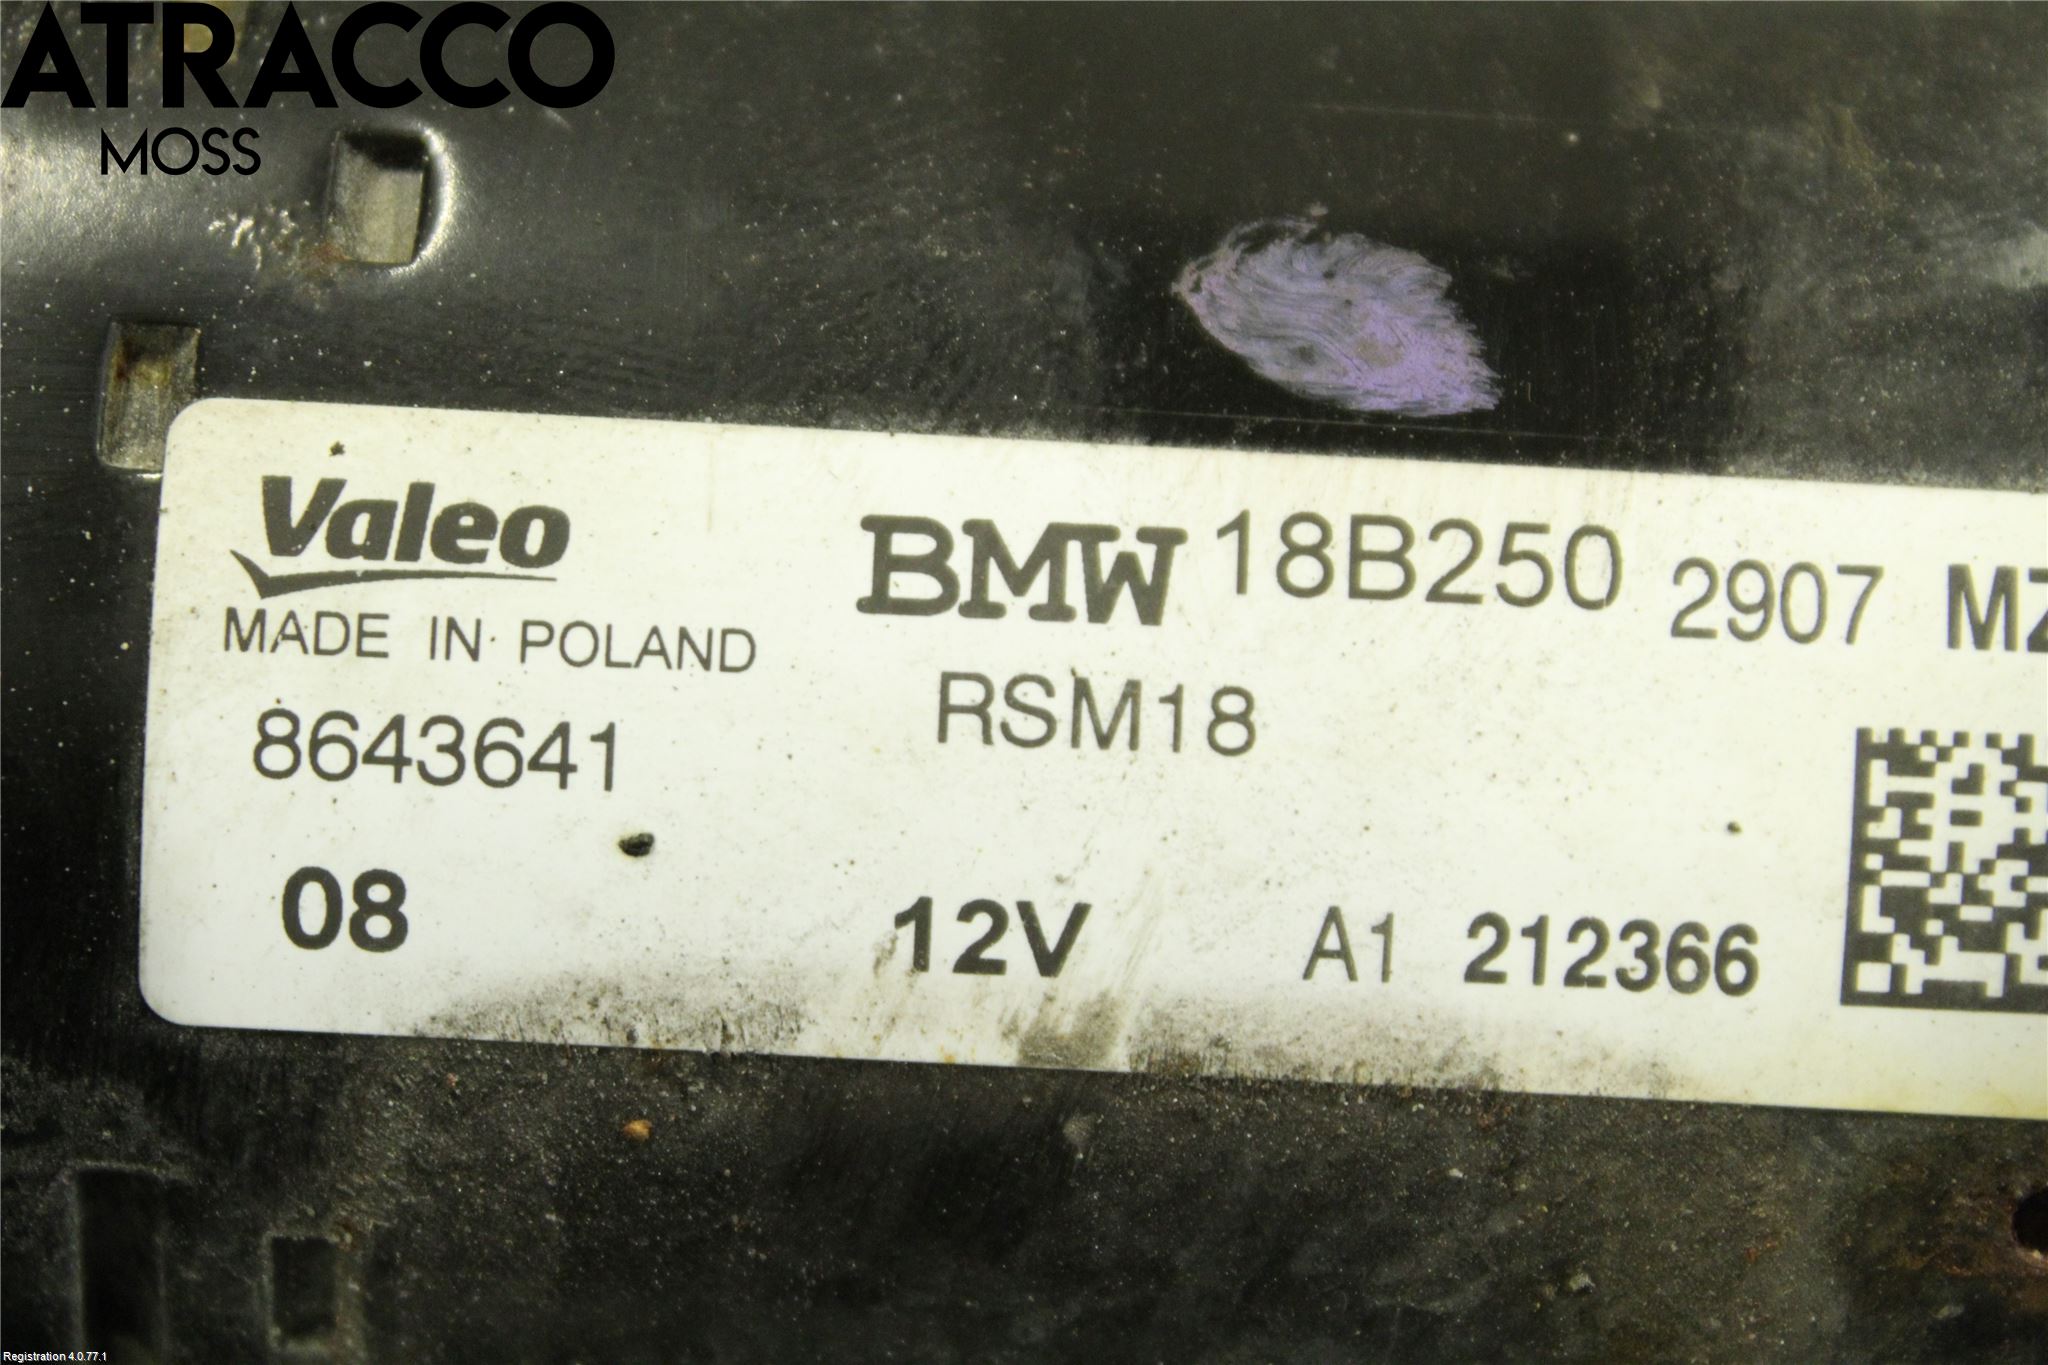 ATRACCO
MOSS
Valeo BMW 18B250 2907 MZ
MADE IN POLAND
8643641 RSM18
08 12V A1 212366
Registration 4.0.77.1